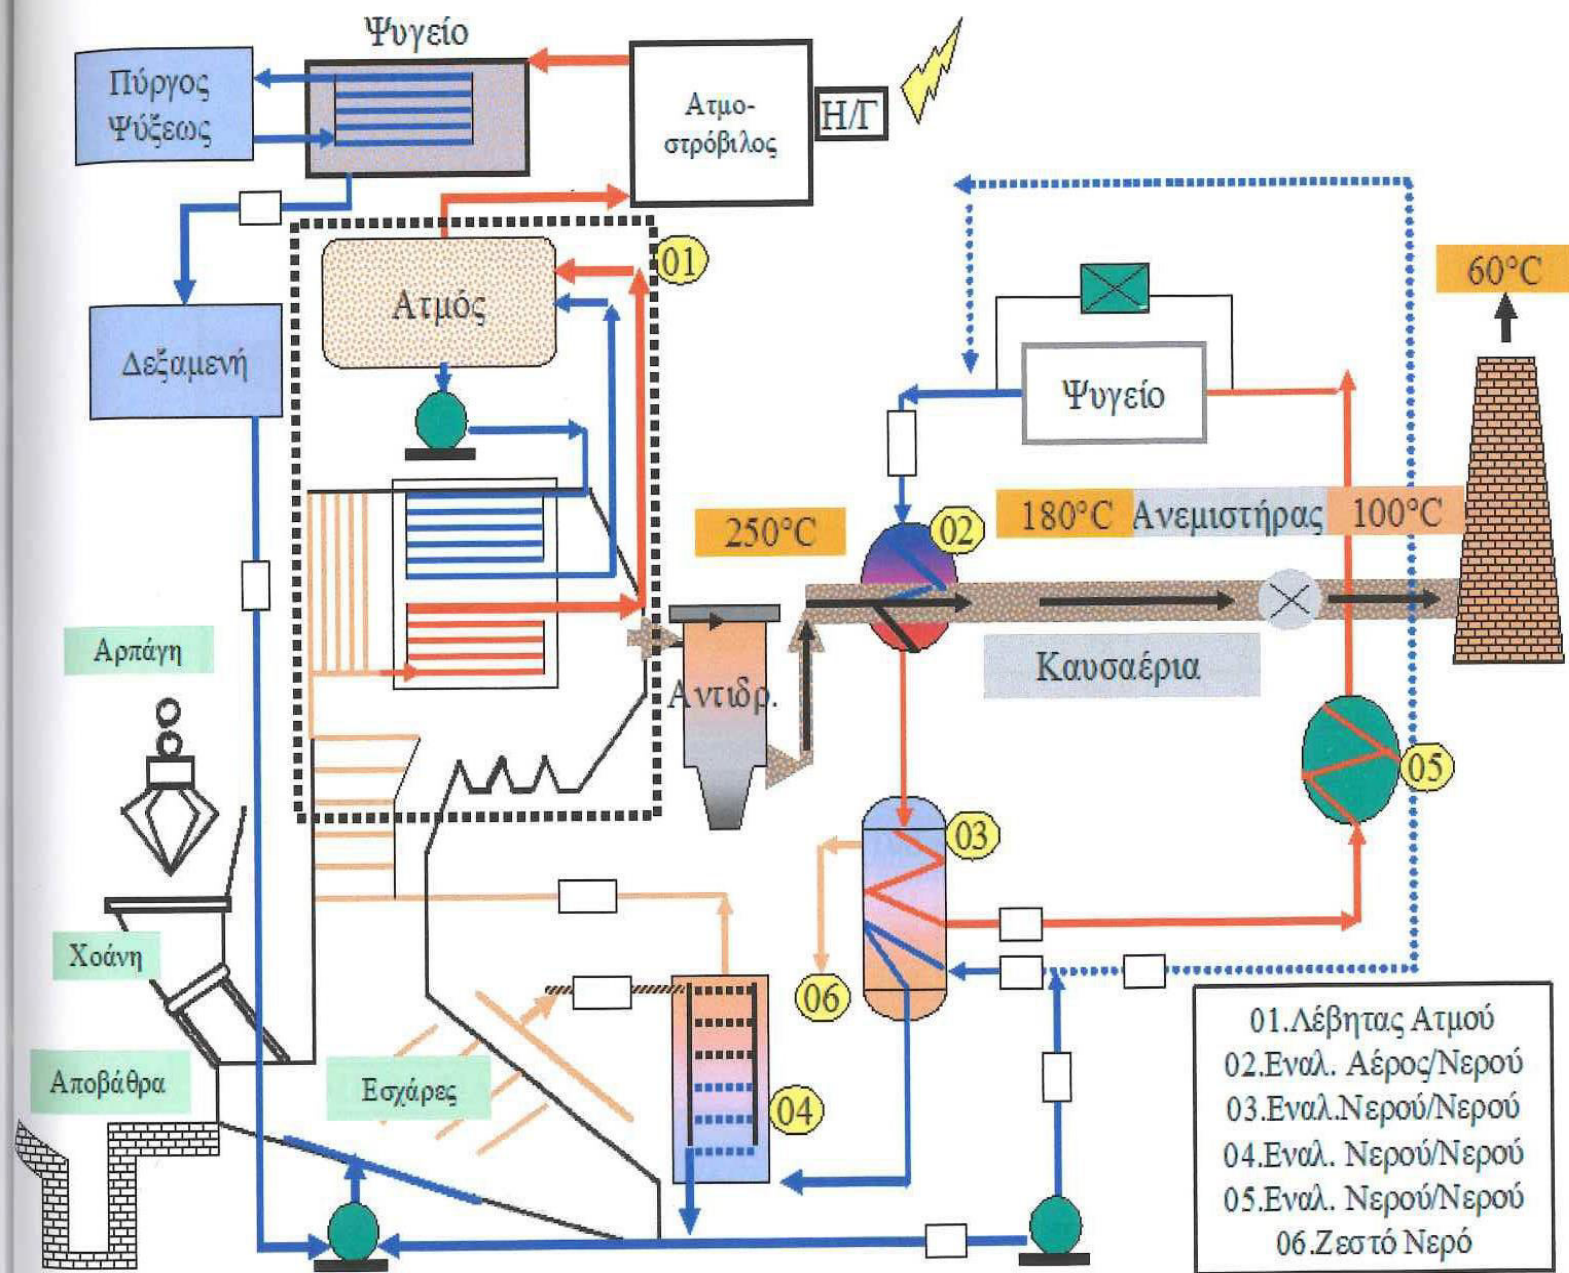 Ψυγείο
Πύργος
Ψύξεως
Ατμο-
στρόβιλος
Η/Γ
01
Ατμός
60°C
Δεξαμενή
Ψυγείο
250°C
02
180°C
Ανεμιστήρας
100°C
Αρπάγη
Καυσαέρια
Αντιδρ.
05
03
Χοάνη
06
Αποβάθρα
Εσχάρες
04
01.Λέβητας Ατμού
02.Εναλ. Αέρος/Νερού
03.Εναλ.Νερού/Νερού
04.Εναλ. Νερού/Νερού
05.Εναλ. Νερού/Νερού
06.Ζεστό Νερό